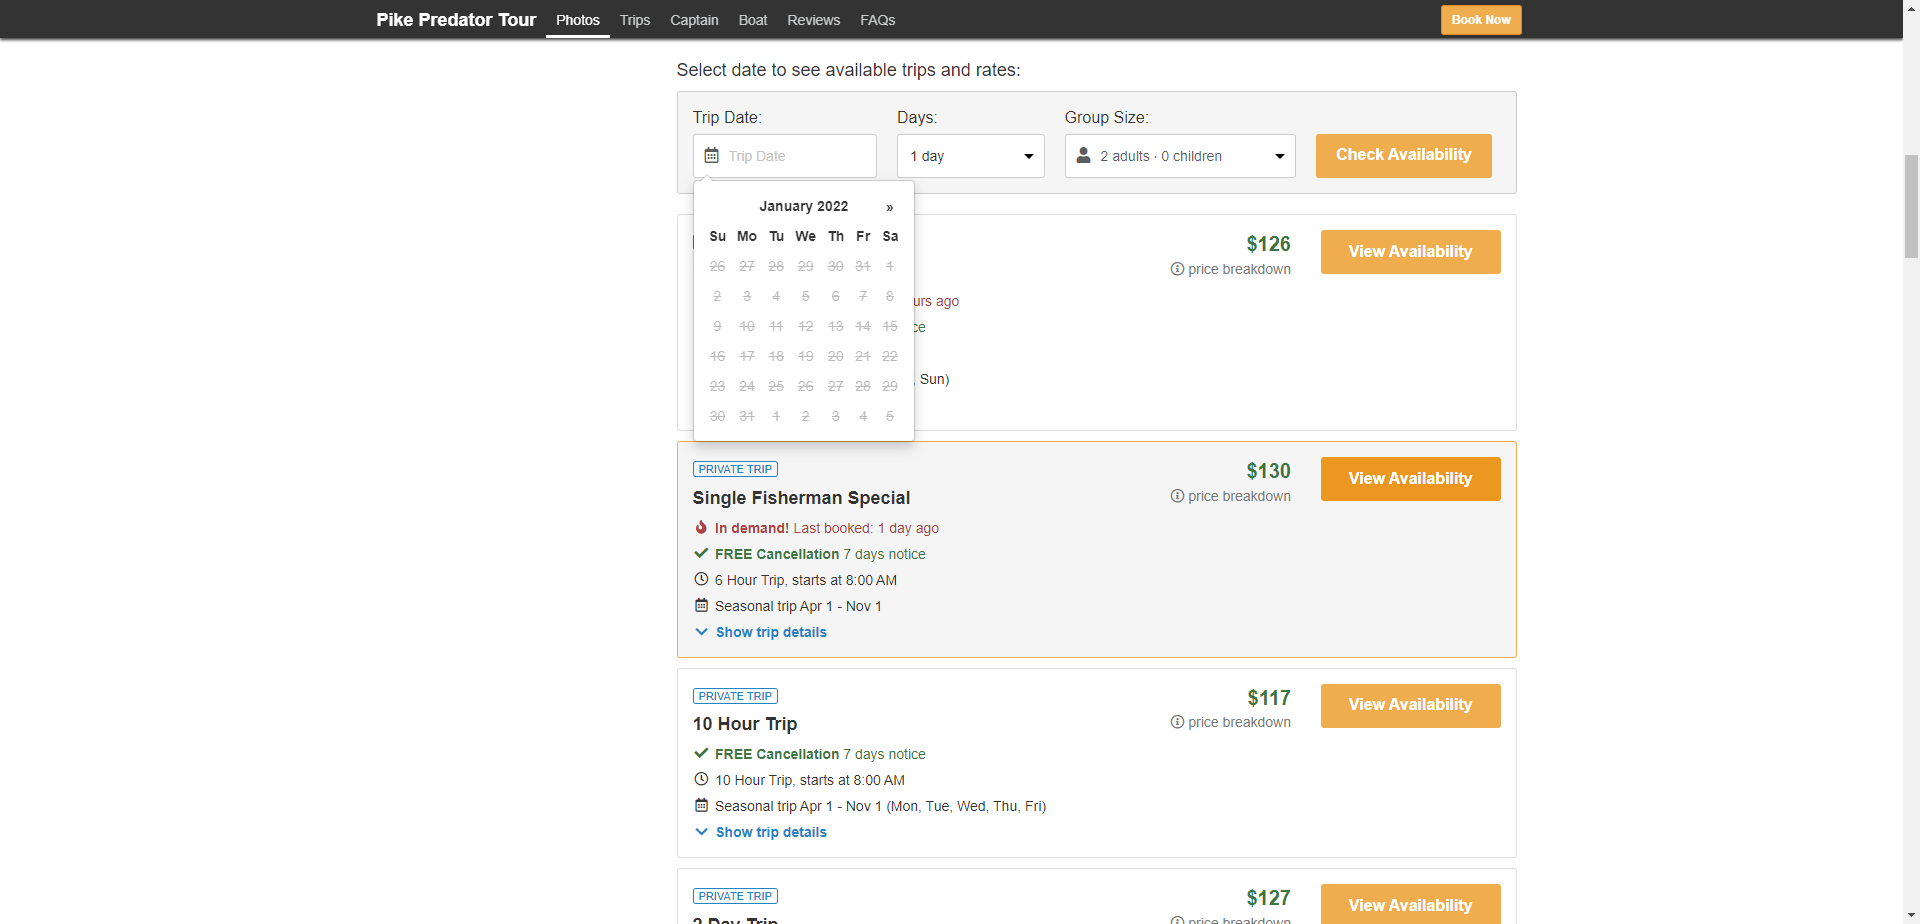 Pike Predator Tour Photos Trips Captain Boat Reviews FAQs Book Now
Select date to see available trips and rates:
Trip Date: Days: Group Size:
Trip Date 1 day 2 adults · 0 children Check Availability
January 2022 »
Su Mo Tu We Th Fr Sa
26 27 28 29 30 31 1
2 3 4 5 6 7 8
9 10 11 12 13 14 15
16 17 18 19 20 21 22
23 24 25 26 27 28 29
30 31 1 2 3 4 5
$126 View Availability
price breakdown
urs ago
ce
, Sun)
PRIVATE TRIP
$130 View Availability
Single Fisherman Special
price breakdown
In demand! Last booked: 1 day ago
FREE Cancellation 7 days notice
6 Hour Trip, starts at 8:00 AM
Seasonal trip Apr 1 - Nov 1
Show trip details
PRIVATE TRIP
$117 View Availability
10 Hour Trip
price breakdown
FREE Cancellation 7 days notice
10 Hour Trip, starts at 8:00 AM
Seasonal trip Apr 1 - Nov 1 (Mon, Tue, Wed, Thu, Fri)
Show trip details
PRIVATE TRIP
$127 View Availability
2 Day Trip
price breakdown